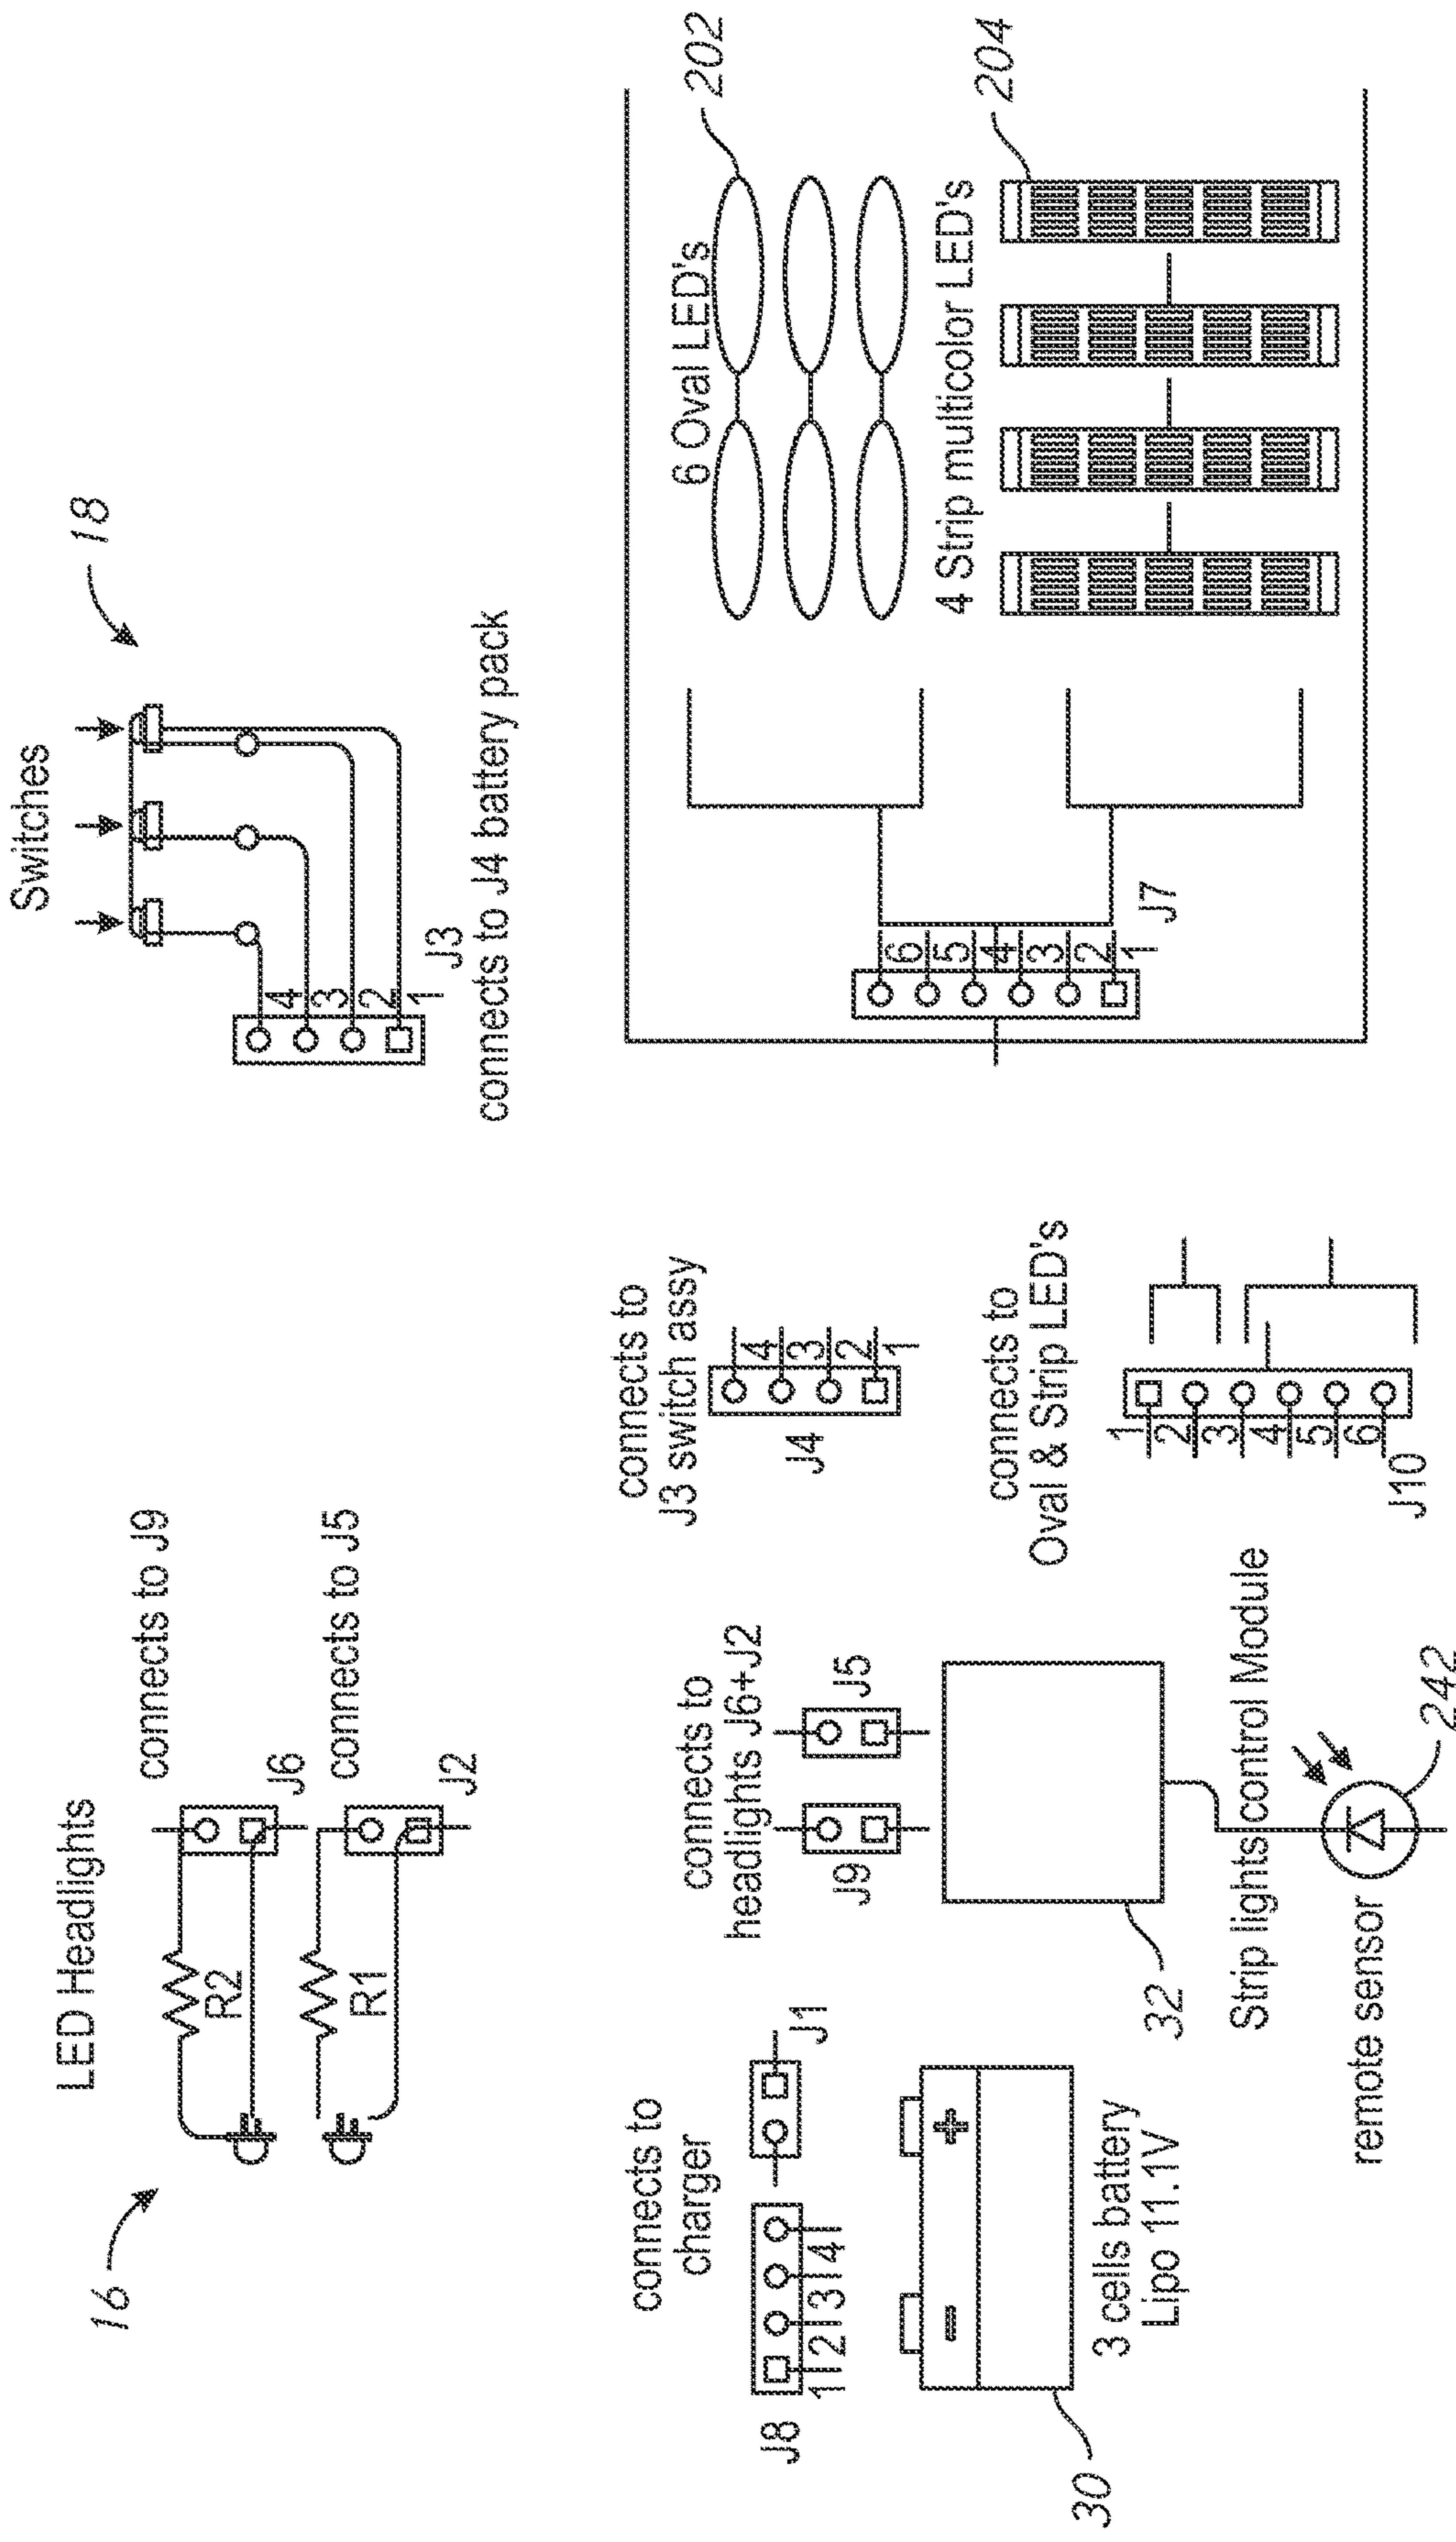 16
LED Headlights
R2
R1
connects to J9
J6
connects to J5
J2
Switches
18
4
3
2
1
J3
connects to J4 battery pack
connects to
charger
J8
1
2
3
4
J1
30
3 cells battery
Lipo 11.1V
connects to
headlights J6+J2
J9
J5
32
Strip lights control Module
remote sensor
242
connects to
J3 switch assy
J4
4
3
2
1
connects to
Oval & Strip LED's
1
2
3
4
5
6
J10
6
5
4
3
2
1
J7
6 Oval LED's
202
4 Strip multicolor LED's
204